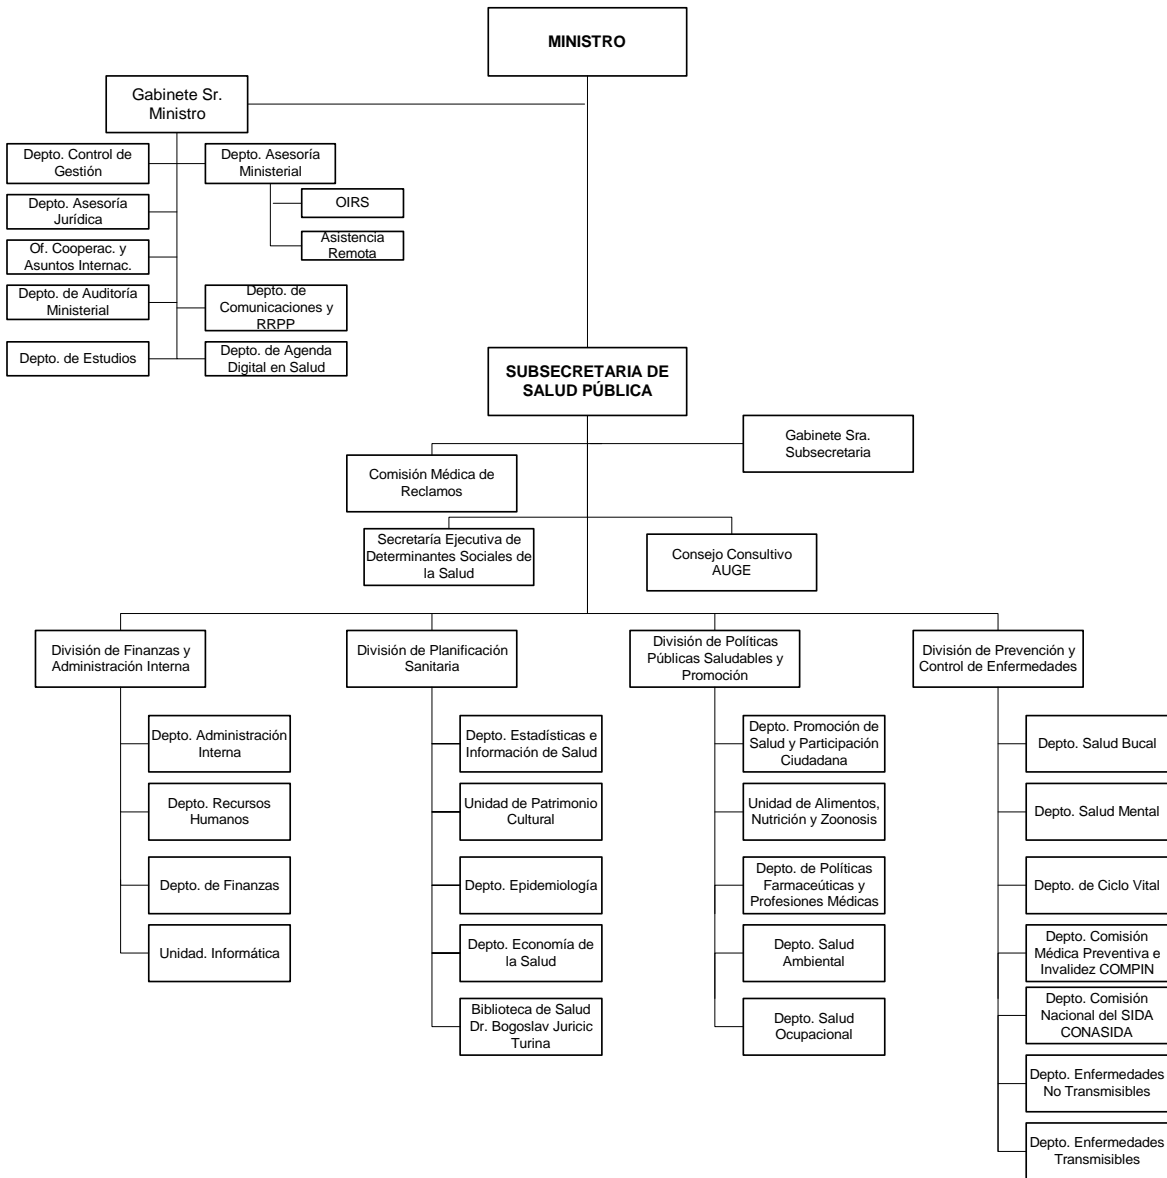 MINISTRO
Gabinete Sr.
Ministro
Depto. Control de
Gestión
Depto. Asesoría
Ministerial
Depto. Asesoría
Jurídica
OIRS
Of. Cooperac. y
Asuntos Internac.
Asistencia
Remota
Depto. de Auditoría
Ministerial
Depto. de
Comunicaciones y
RRPP
Depto. de Estudios
Depto. de Agenda
Digital en Salud
SUBSECRETARIA DE
SALUD PÚBLICA
Gabinete Sra.
Subsecretaria
Comisión Médica de
Reclamos
Secretaría Ejecutiva de
Determinantes Sociales de
la Salud
Consejo Consultivo
AUGE
División de Finanzas y
Administración Interna
División de Planificación
Sanitaria
División de Políticas
Públicas Saludables y
Promoción
División de Prevención y
Control de Enfermedades
Depto. Administración
Interna
Depto. Recursos
Humanos
Depto. de Finanzas
Unidad. Informática
Depto. Estadísticas e
Información de Salud
Unidad de Patrimonio
Cultural
Depto. Epidemiología
Depto. Economía de
la Salud
Biblioteca de Salud
Dr. Bogoslav Juricic
Turina
Depto. Promoción de
Salud y Participación
Ciudadana
Unidad de Alimentos,
Nutrición y Zoonosis
Depto. de Políticas
Farmaceúticas y
Profesiones Médicas
Depto. Salud
Ambiental
Depto. Salud
Ocupacional
Depto. Salud Bucal
Depto. Salud Mental
Depto. de Ciclo Vital
Depto. Comisión
Médica Preventiva e
Invalidez COMPIN
Depto. Comisión
Nacional del SIDA
CONASIDA
Depto. Enfermedades
No Transmisibles
Depto. Enfermedades
Transmisibles